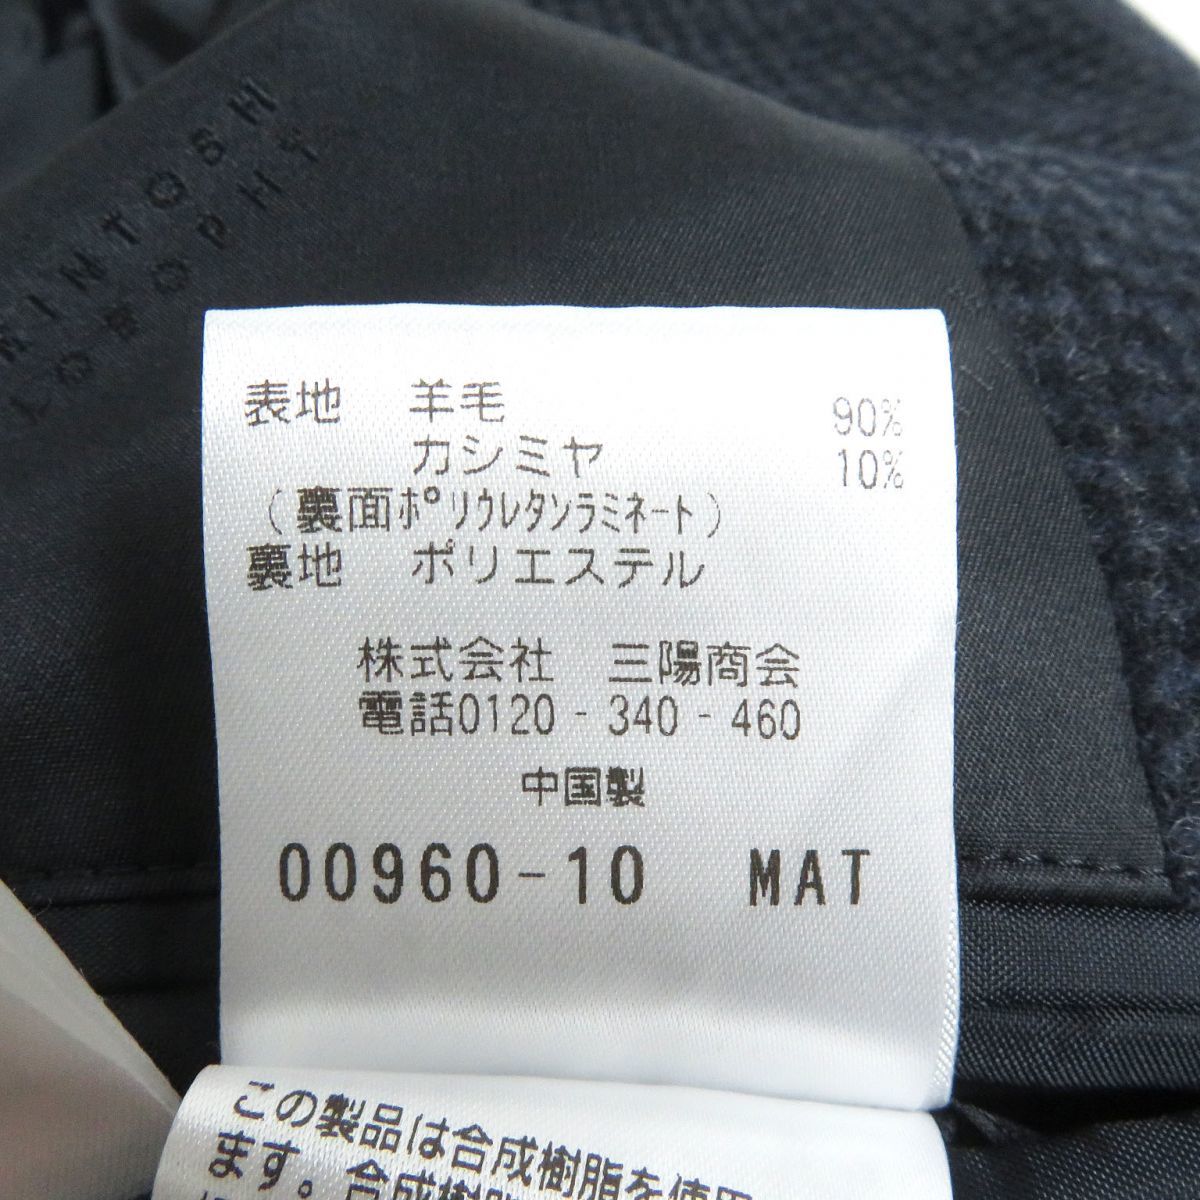 INTOSH
表地 羊毛 90%
カシミヤ 10%
(裏面ポリウレタンラミネート)
裏地 ポリエステル
株式会社 三陽商会
電話0120-340-460
中国製
00960-10 MAT
この製品は合成樹脂を使用
ます。合成樹脂